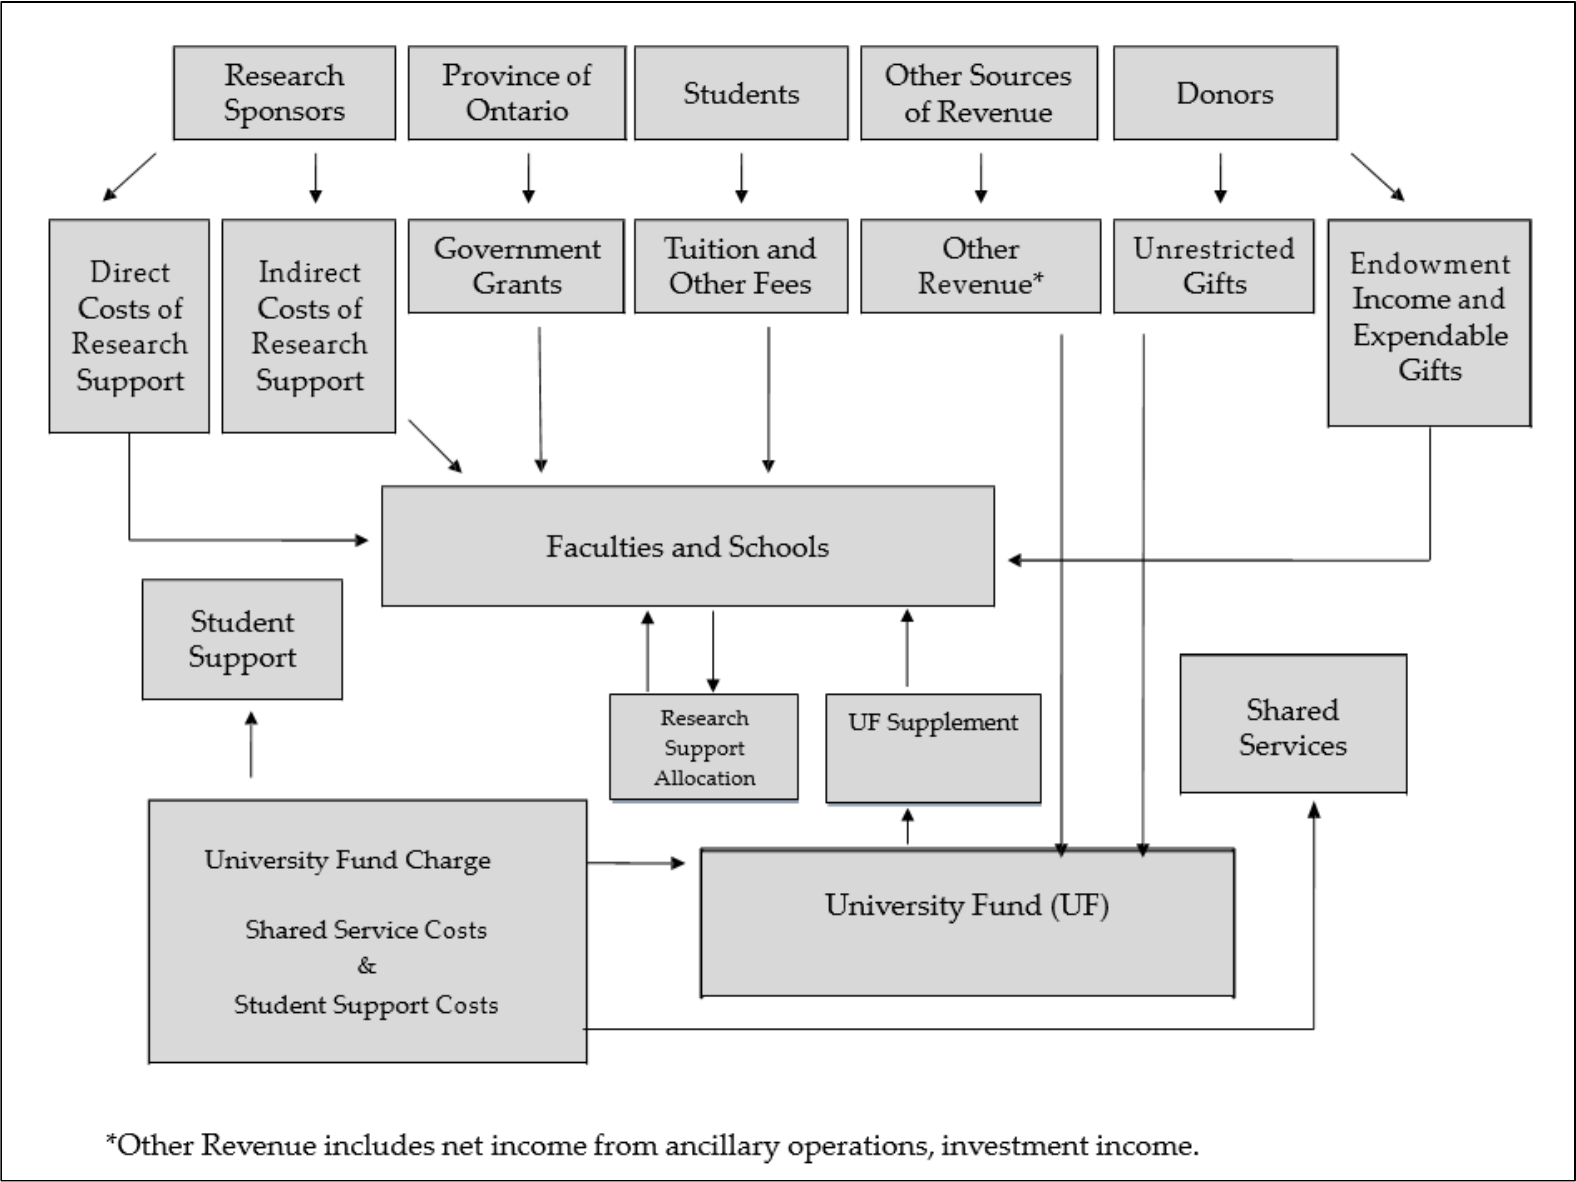 Research
Sponsors
Province of
Ontario
Students
Other Sources
of Revenue
Donors
Direct
Costs of
Research
Support
Indirect
Costs of
Research
Support
Government
Grants
Tuition and
Other Fees
Other
Revenue*
Unrestricted
Gifts
Endowment
Income and
Expendable
Gifts
Faculties and Schools
Student
Support
Research
Support
Allocation
UF Supplement
Shared
Services
University Fund Charge
Shared Service Costs
&
Student Support Costs
University Fund (UF)
*Other Revenue includes net income from ancillary operations, investment income.